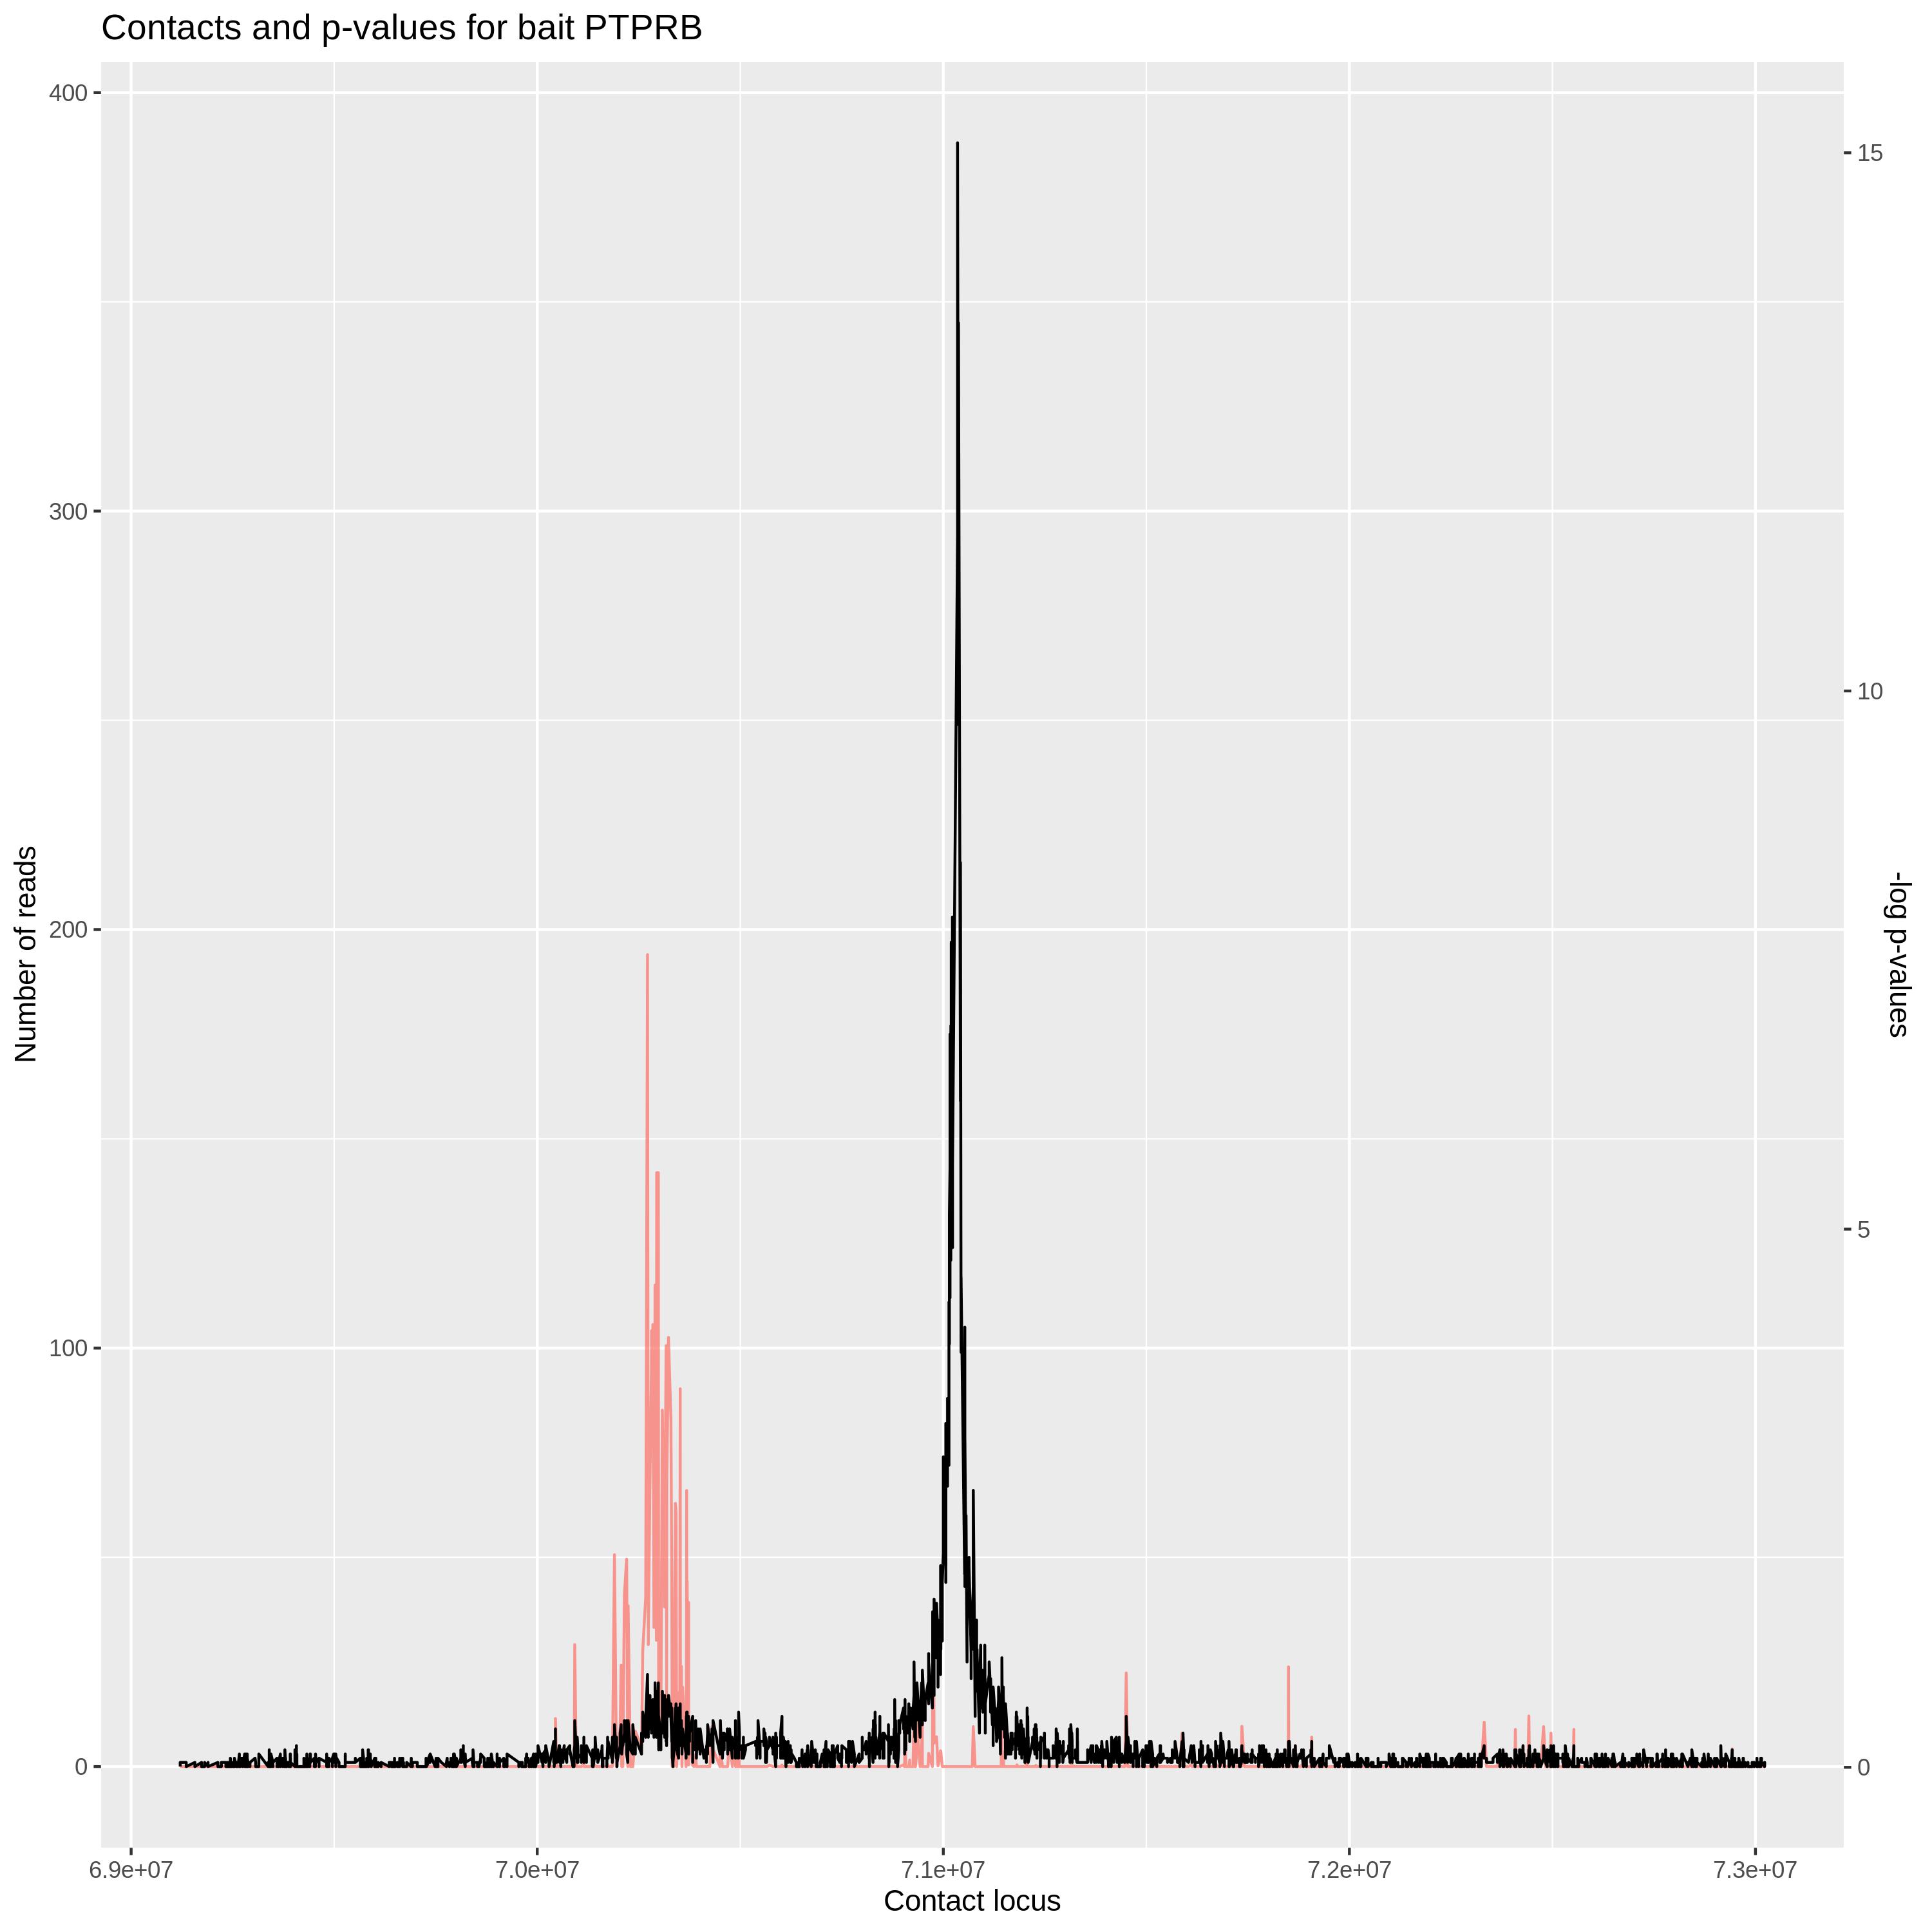 Contacts and p-values for bait PTPRB
400
300
200
100
0
Number of reads
15
10
5
0
-log p-values
6.9e+07
7.0e+07
7.1e+07
7.2e+07
7.3e+07
Contact locus